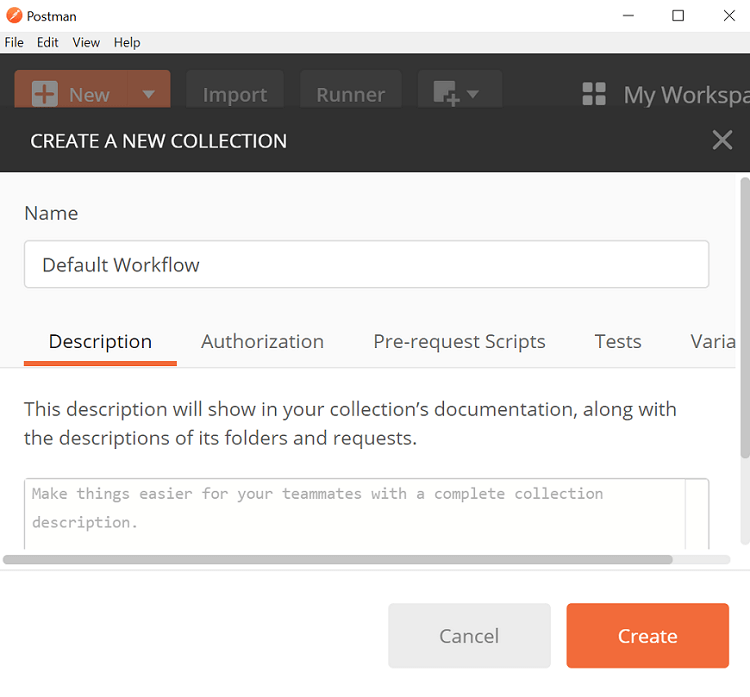 Postman
File Edit View Help
New Import Runner My Workspa
CREATE A NEW COLLECTION
Name
Default Workflow
Description Authorization Pre-request Scripts Tests Varia
This description will show in your collection’s documentation, along with
the descriptions of its folders and requests.
Make things easier for your teammates with a complete collection
description.
Cancel Create